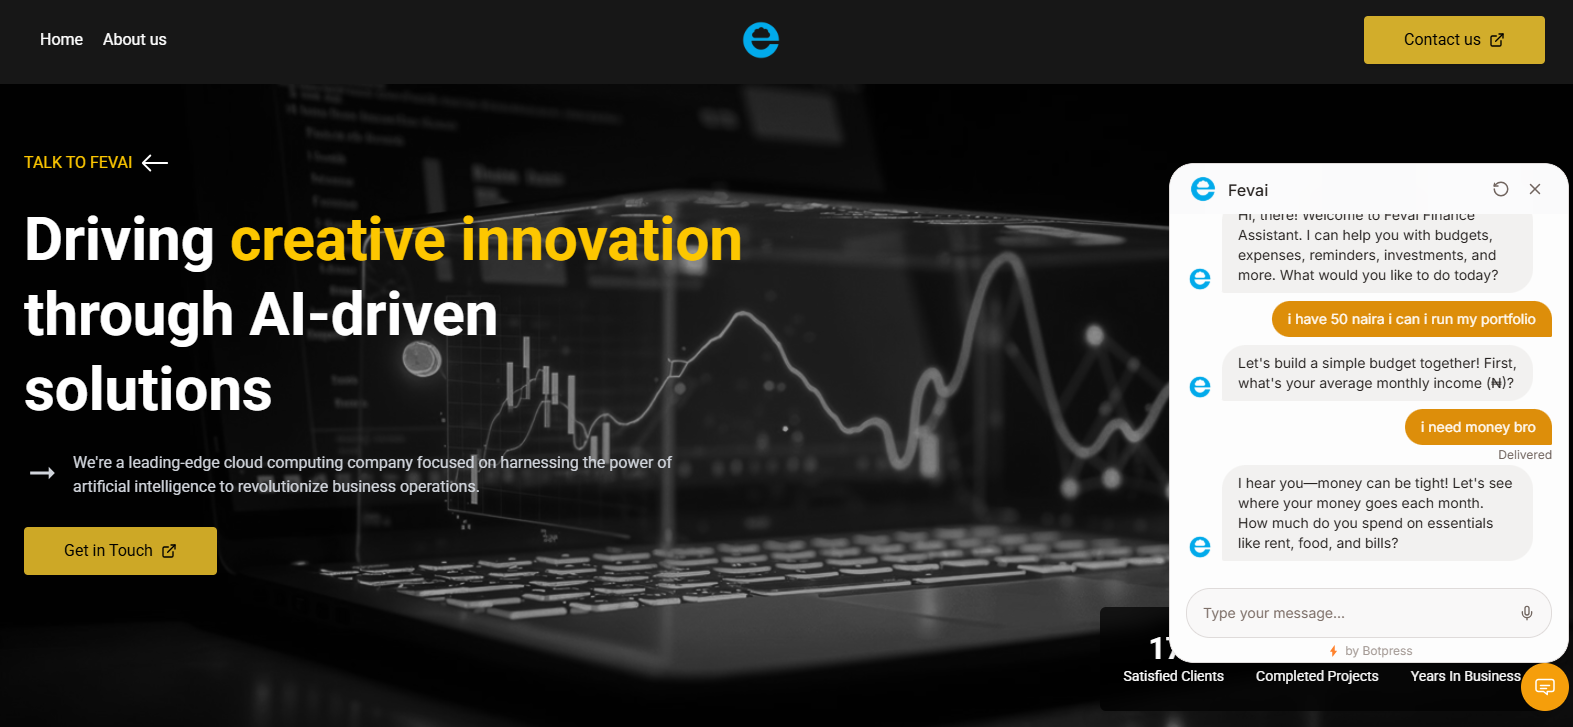 Home
About us
Contact us
TALK TO FEVAI
Driving creative innovation
through AI-driven
solutions
We're a leading-edge cloud computing company focused on harnessing the power of
artificial intelligence to revolutionize business operations.
Get in Touch
Satisfied Clients
Completed Projects
Years In Business
Fevai
Hi, there! Welcome to Fevai Finance
Assistant. I can help you with budgets,
expenses, reminders, investments, and
more. What would you like to do today?
i have 50 naira i can i run my portfolio
Let's build a simple budget together! First,
what's your average monthly income (₦)?
i need money bro
Delivered
I hear you—money can be tight! Let's see
where your money goes each month.
How much do you spend on essentials
like rent, food, and bills?
Type your message...
by Botpress